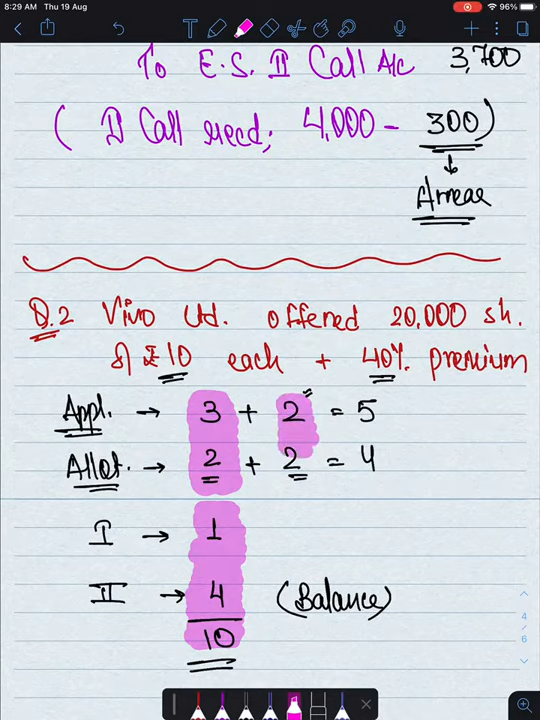 8:29 AM Thu 19 Aug 96%
To E.S. II Call A/c 3,700
( II Call recd; 4,000 - 300)
Arrear
Q.2 Vivo Ltd. offered 20,000 sh.
of ₹10 each + 40% premium
Appl. → 3 + 2 = 5
Allot. → 2 + 2 = 4
I → 1
II → 4 (Balance)
10
4
/
6